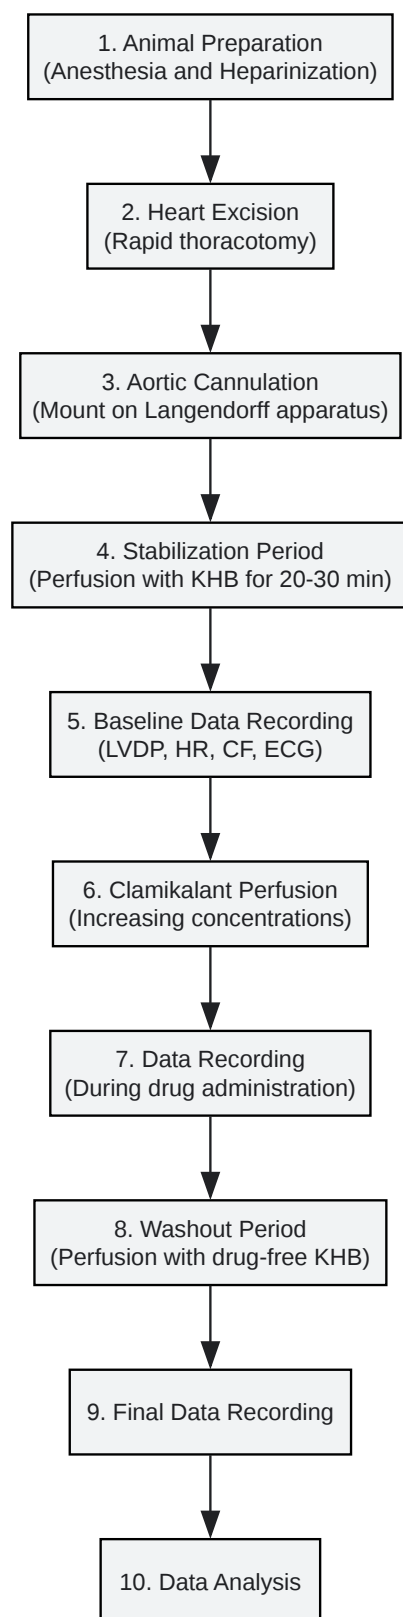 1. Animal Preparation
(Anesthesia and Heparinization)
2. Heart Excision
(Rapid thoracotomy)
3. Aortic Cannulation
(Mount on Langendorff apparatus)
4. Stabilization Period
(Perfusion with KHB for 20-30 min)
5. Baseline Data Recording
(LVDP, HR, CF, ECG)
6. Clamikalant Perfusion
(Increasing concentrations)
7. Data Recording
(During drug administration)
8. Washout Period
(Perfusion with drug-free KHB)
9. Final Data Recording
10. Data Analysis